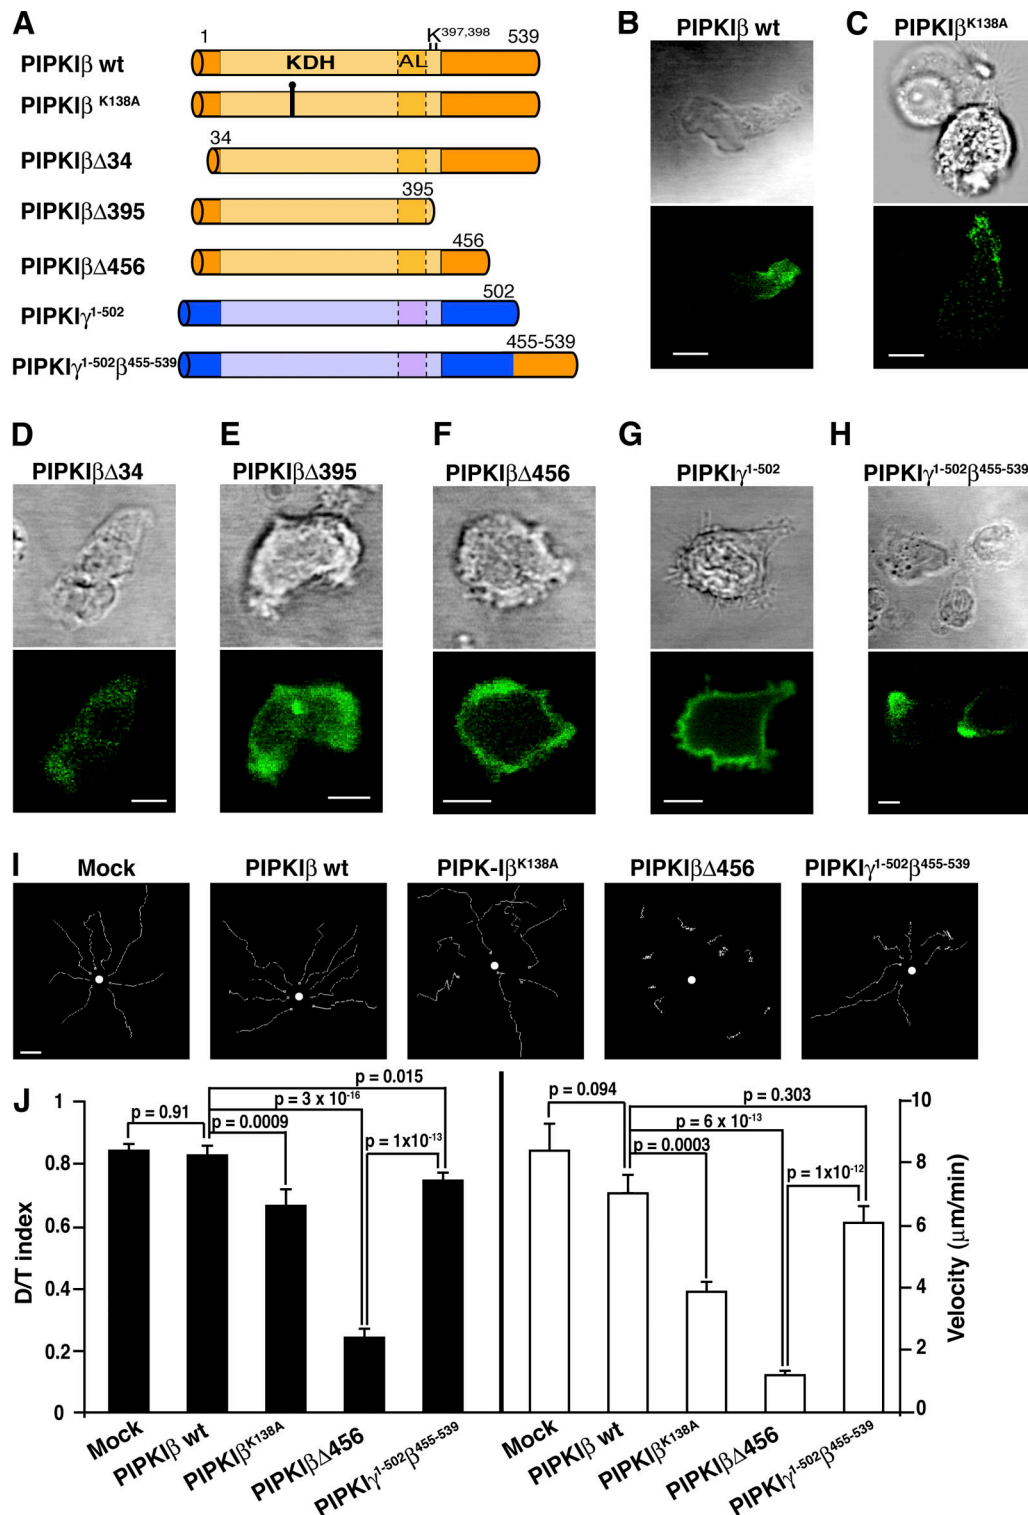 A
1
K397,398
539
PIPKIβ wt
KDH
AL
PIPKIβ K138A
34
PIPKIβΔ34
395
PIPKIβΔ395
456
PIPKIβΔ456
502
PIPKIγ1-502
455-539
PIPKIγ1-502β455-539
B
PIPKIβ wt
C
PIPKIβK138A
D
PIPKIβΔ34
E
PIPKIβΔ395
F
PIPKIβΔ456
G
PIPKIγ1-502
H
PIPKIγ1-502β455-539
I
Mock
PIPKIβ wt
PIPK-IβK138A
PIPKIβΔ456
PIPKIγ1-502β455-539
J
D/T index
1
0.8
0.6
0.4
0.2
0
p = 0.91
p = 0.015
p = 3 x 10-16
p = 0.0009
p = 1x10-13
p = 0.094
p = 0.303
p = 6 x 10-13
p = 0.0003
p = 1x10-12
10
8
6
4
2
0
Velocity (μm/min)
Mock
PIPKIβ wt
PIPKIβK138A
PIPKIβΔ456
PIPKIγ1-502β455-539
Mock
PIPKIβ wt
PIPKIβK138A
PIPKIβΔ456
PIPKIγ1-502β455-539